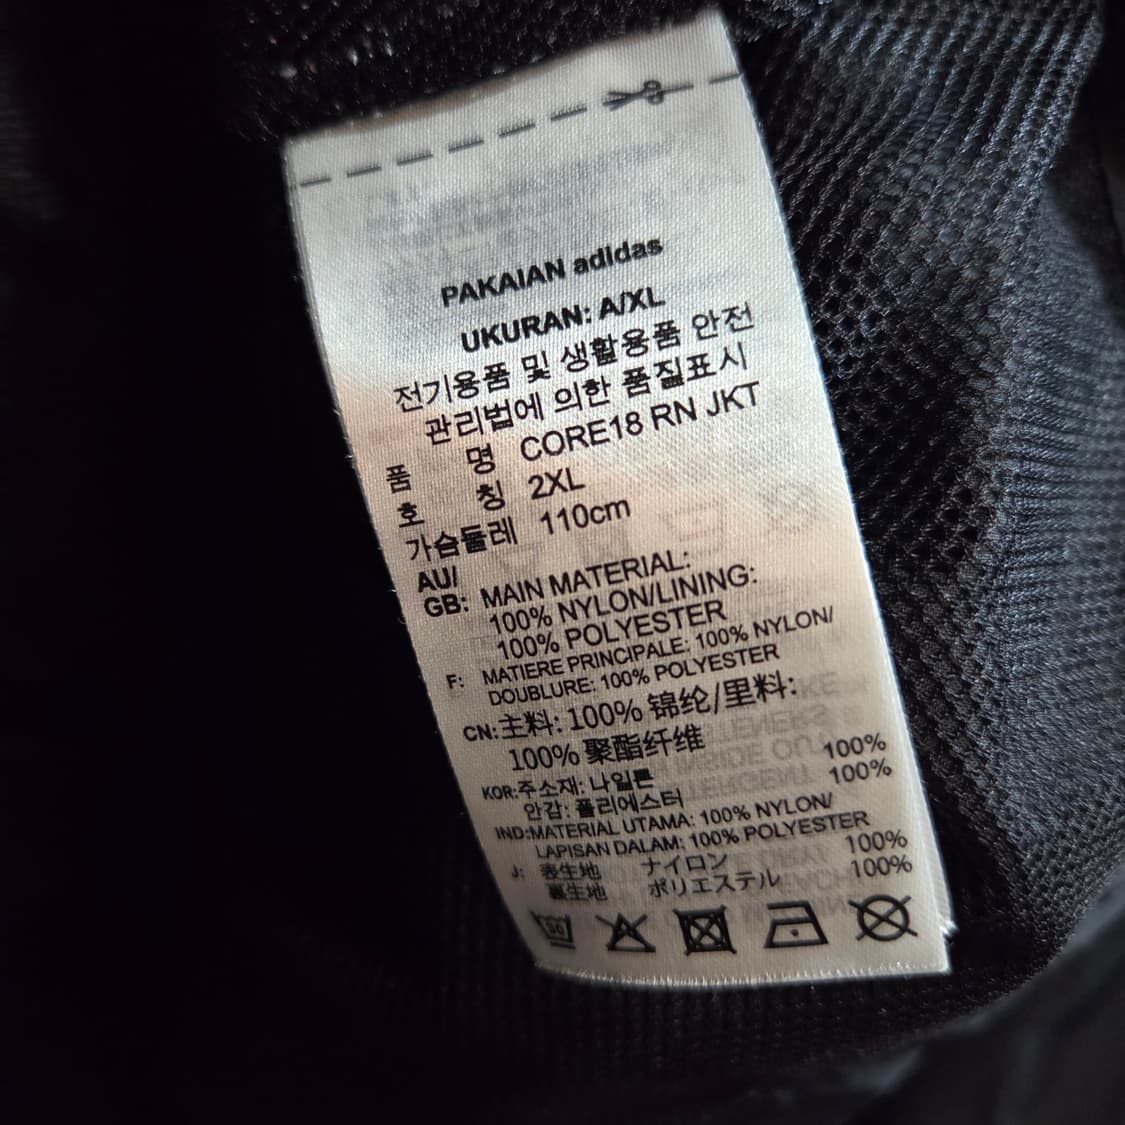 PAKAIAN adidas
UKURAN: A/XL
전기용품 및 생활용품 안전
관리법에 의한 품질표시
품 명 CORE18 RN JKT
호 칭 2XL
가슴둘레 110cm
AU/
GB: MAIN MATERIAL:
100% NYLON/LINING:
100% POLYESTER
F: MATIERE PRINCIPALE: 100% NYLON/
DOUBLURE: 100% POLYESTER
CN: 主料: 100% 锦纶/里料:
100% 聚酯纤维
KOR: 주소재: 나일론 100%
안감: 폴리에스터 100%
IND: MATERIAL UTAMA: 100% NYLON/
LAPISAN DALAM: 100% POLYESTER
J: 表生地 ナイロン 100%
裏生地 ポリエステル 100%
30